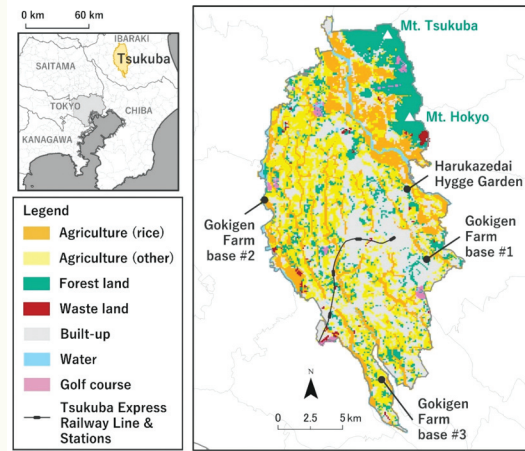 0 km
60 km
IBARAKI
Tsukuba
SAITAMA
TOKYO
CHIBA
KANAGAWA
Legend
Agriculture (rice)
Agriculture (other)
Forest land
Waste land
Built-up
Water
Golf course
Tsukuba Express
Railway Line &
Stations
Mt. Tsukuba
Mt. Hokyo
Harukazedai
Hygge Garden
Gokigen
Farm
base #2
Gokigen
Farm
base #1
N
0
2.5
5 km
Gokigen
Farm
base #3